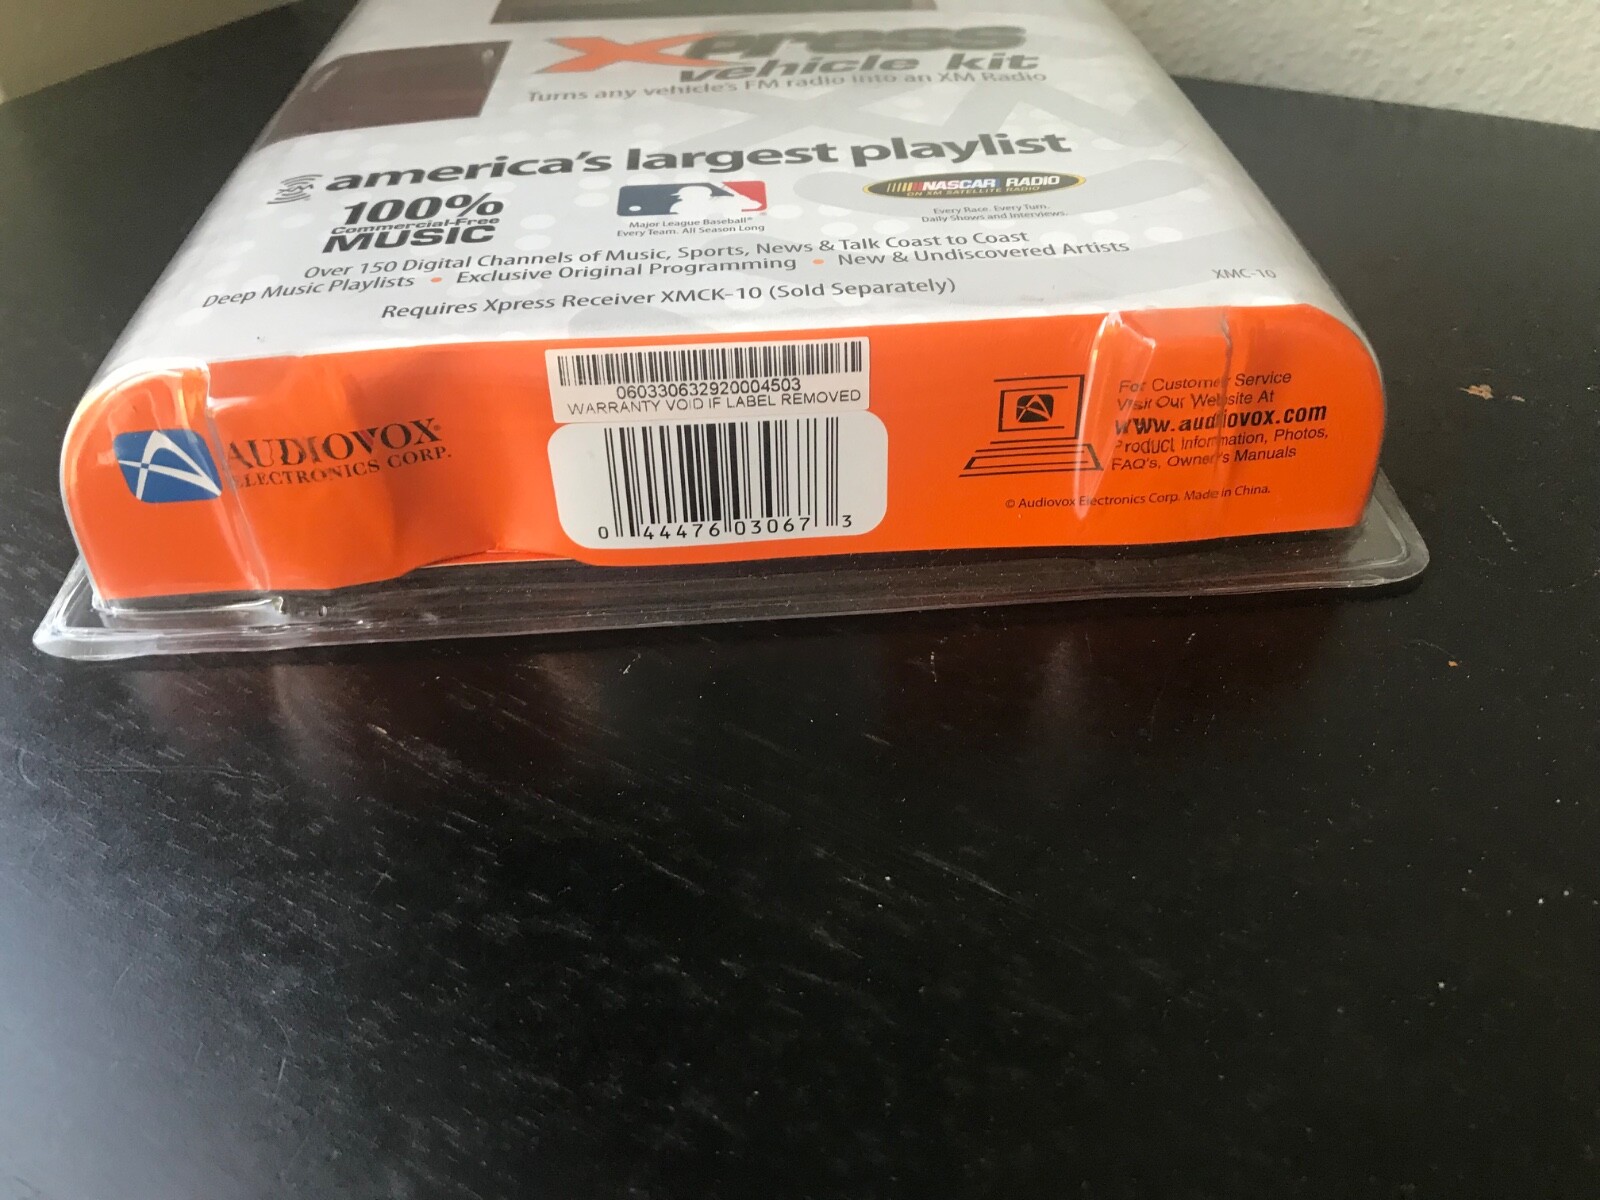 Xpress
vehicle kit
Turns any vehicle's FM radio into an XM Radio
america's largest playlist
100%
Commercial-Free
MUSIC
Major League Baseball®
Every Team. All Season Long
NASCAR RADIO
ON XM SATELLITE RADIO
Every Race. Every Turn.
Daily Shows and Interviews.
Over 150 Digital Channels of Music, Sports, News & Talk Coast to Coast
Deep Music Playlists • Exclusive Original Programming • New & Undiscovered Artists
Requires Xpress Receiver XMCK-10 (Sold Separately)
XMC-10
AUDIOVOX®
ELECTRONICS CORP.
060330632920004503
WARRANTY VOID IF LABEL REMOVED
0 44476 03067 3
For Customer Service
Visit Our Website At
www.audiovox.com
Product Information, Photos,
FAQ's, Owner's Manuals
© Audiovox Electronics Corp. Made in China.